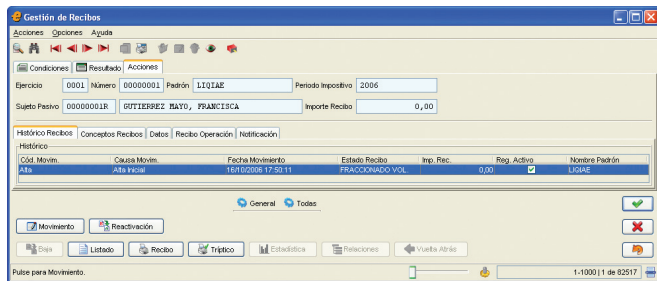 Gestión de Recibos
Acciones Opciones Ayuda
Condiciones Resultado Acciones
Ejercicio 0001 Número 00000001 Padrón LIQIAE Periodo Impositivo 2006
Sujeto Pasivo 00000001R GUTIERREZ MAYO, FRANCISCA Importe Recibo 0,00
Histórico Recibos Conceptos Recibos Datos Recibo Operación Notificación
Histórico
Cód. Movim. Causa Movim. Fecha Movimiento Estado Recibo Imp. Rec. Reg. Activo Nombre Padrón
Alta Alta Inicial 16/10/2006 17:50:11 FRACCIONADO VOL. 0,00 LIQIAE
General Todas
Movimiento Reactivación
Baja Listado Recibo Tríptico Estadística Relaciones Vuelta Atrás
Pulse para Movimiento. 1-1000 | 1 de 82517